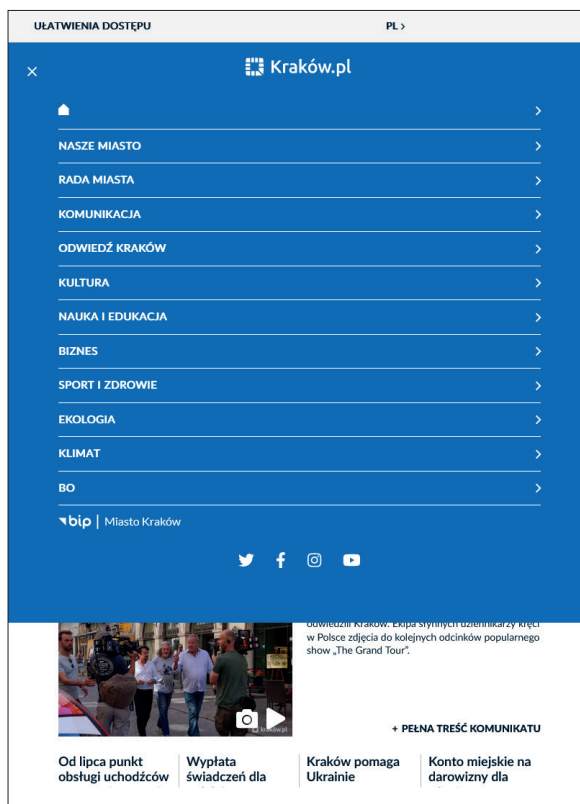 UŁATWIENIA DOSTĘPU
PL >
Kraków.pl
NASZE MIASTO
RADA MIASTA
KOMUNIKACJA
ODWIEDŹ KRAKÓW
KULTURA
NAUKA I EDUKACJA
BIZNES
SPORT I ZDROWIE
EKOLOGIA
KLIMAT
BO
bip | Miasto Kraków
odwiedzili Kraków. Ekipa słynnych dziennikarzy kręci
w Polsce zdjęcia do kolejnych odcinków popularnego
show „The Grand Tour”.
krakow.pl
+ PEŁNA TREŚĆ KOMUNIKATU
Od lipca punkt
obsługi uchodźców
Wypłata
świadczeń dla
Kraków pomaga
Ukrainie
Konto miejskie na
darowizny dla